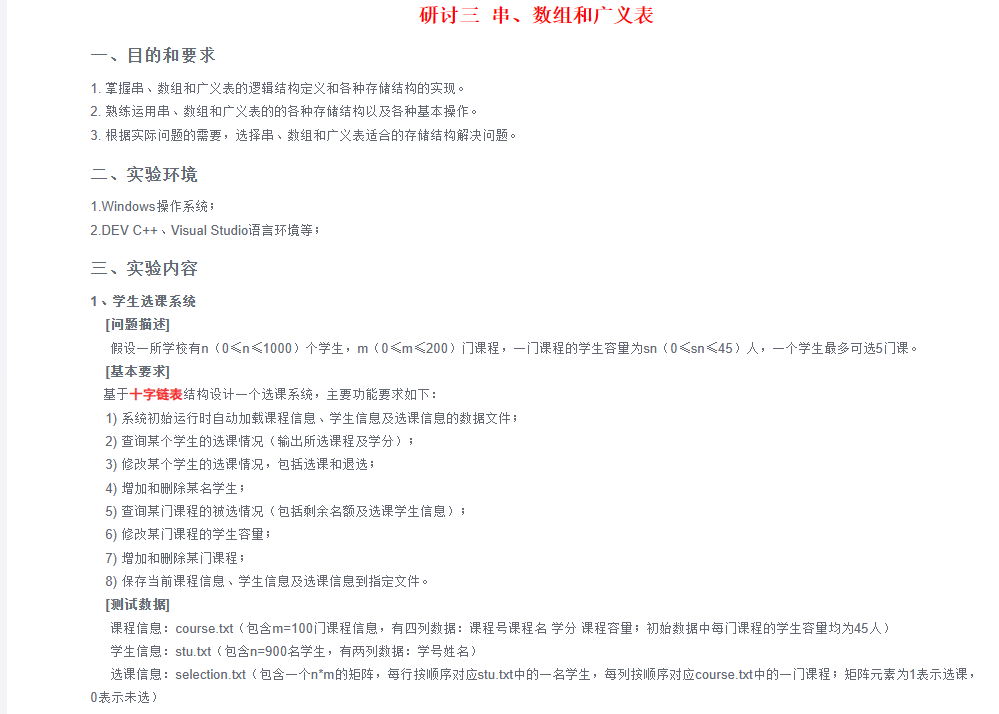 研讨三 串、数组和广义表
一、目的和要求
1. 掌握串、数组和广义表的逻辑结构定义和各种存储结构的实现。
2. 熟练运用串、数组和广义表的的各种存储结构以及各种基本操作。
3. 根据实际问题的需要，选择串、数组和广义表适合的存储结构解决问题。
二、实验环境
1.Windows操作系统；
2.DEV C++、Visual Studio语言环境等；
三、实验内容
1、学生选课系统
[问题描述]
假设一所学校有n（0≤n≤1000）个学生，m（0≤m≤200）门课程，一门课程的学生容量为sn（0≤sn≤45）人，一个学生最多可选5门课。
[基本要求]
基于十字链表结构设计一个选课系统，主要功能要求如下：
1) 系统初始运行时自动加载课程信息、学生信息及选课信息的数据文件；
2) 查询某个学生的选课情况（输出所选课程及学分）；
3) 修改某个学生的选课情况，包括选课和退选；
4) 增加和删除某名学生；
5) 查询某门课程的被选情况（包括剩余名额及选课学生信息）；
6) 修改某门课程的学生容量；
7) 增加和删除某门课程；
8) 保存当前课程信息、学生信息及选课信息到指定文件。
[测试数据]
课程信息：course.txt（包含m=100门课程信息，有四列数据：课程号课程名 学分 课程容量；初始数据中每门课程的学生容量均为45人）
学生信息：stu.txt（包含n=900名学生，有两列数据：学号姓名）
选课信息：selection.txt（包含一个n*m的矩阵，每行按顺序对应stu.txt中的一名学生，每列按顺序对应course.txt中的一门课程；矩阵元素为1表示选课，
0表示未选）